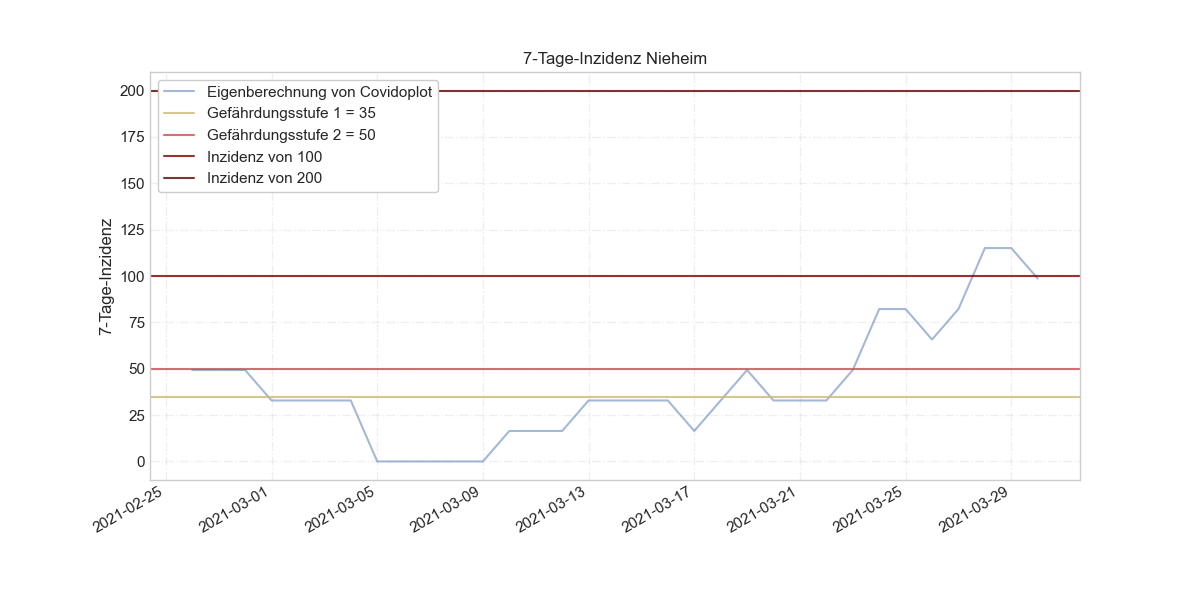 7-Tage-Inzidenz Nieheim
Eigenberechnung von Covidoplot
Gefährdungsstufe 1 = 35
Gefährdungsstufe 2 = 50
Inzidenz von 100
Inzidenz von 200
7-Tage-Inzidenz
200
175
150
125
100
75
50
25
0
2021-02-25
2021-03-01
2021-03-05
2021-03-09
2021-03-13
2021-03-17
2021-03-21
2021-03-25
2021-03-29